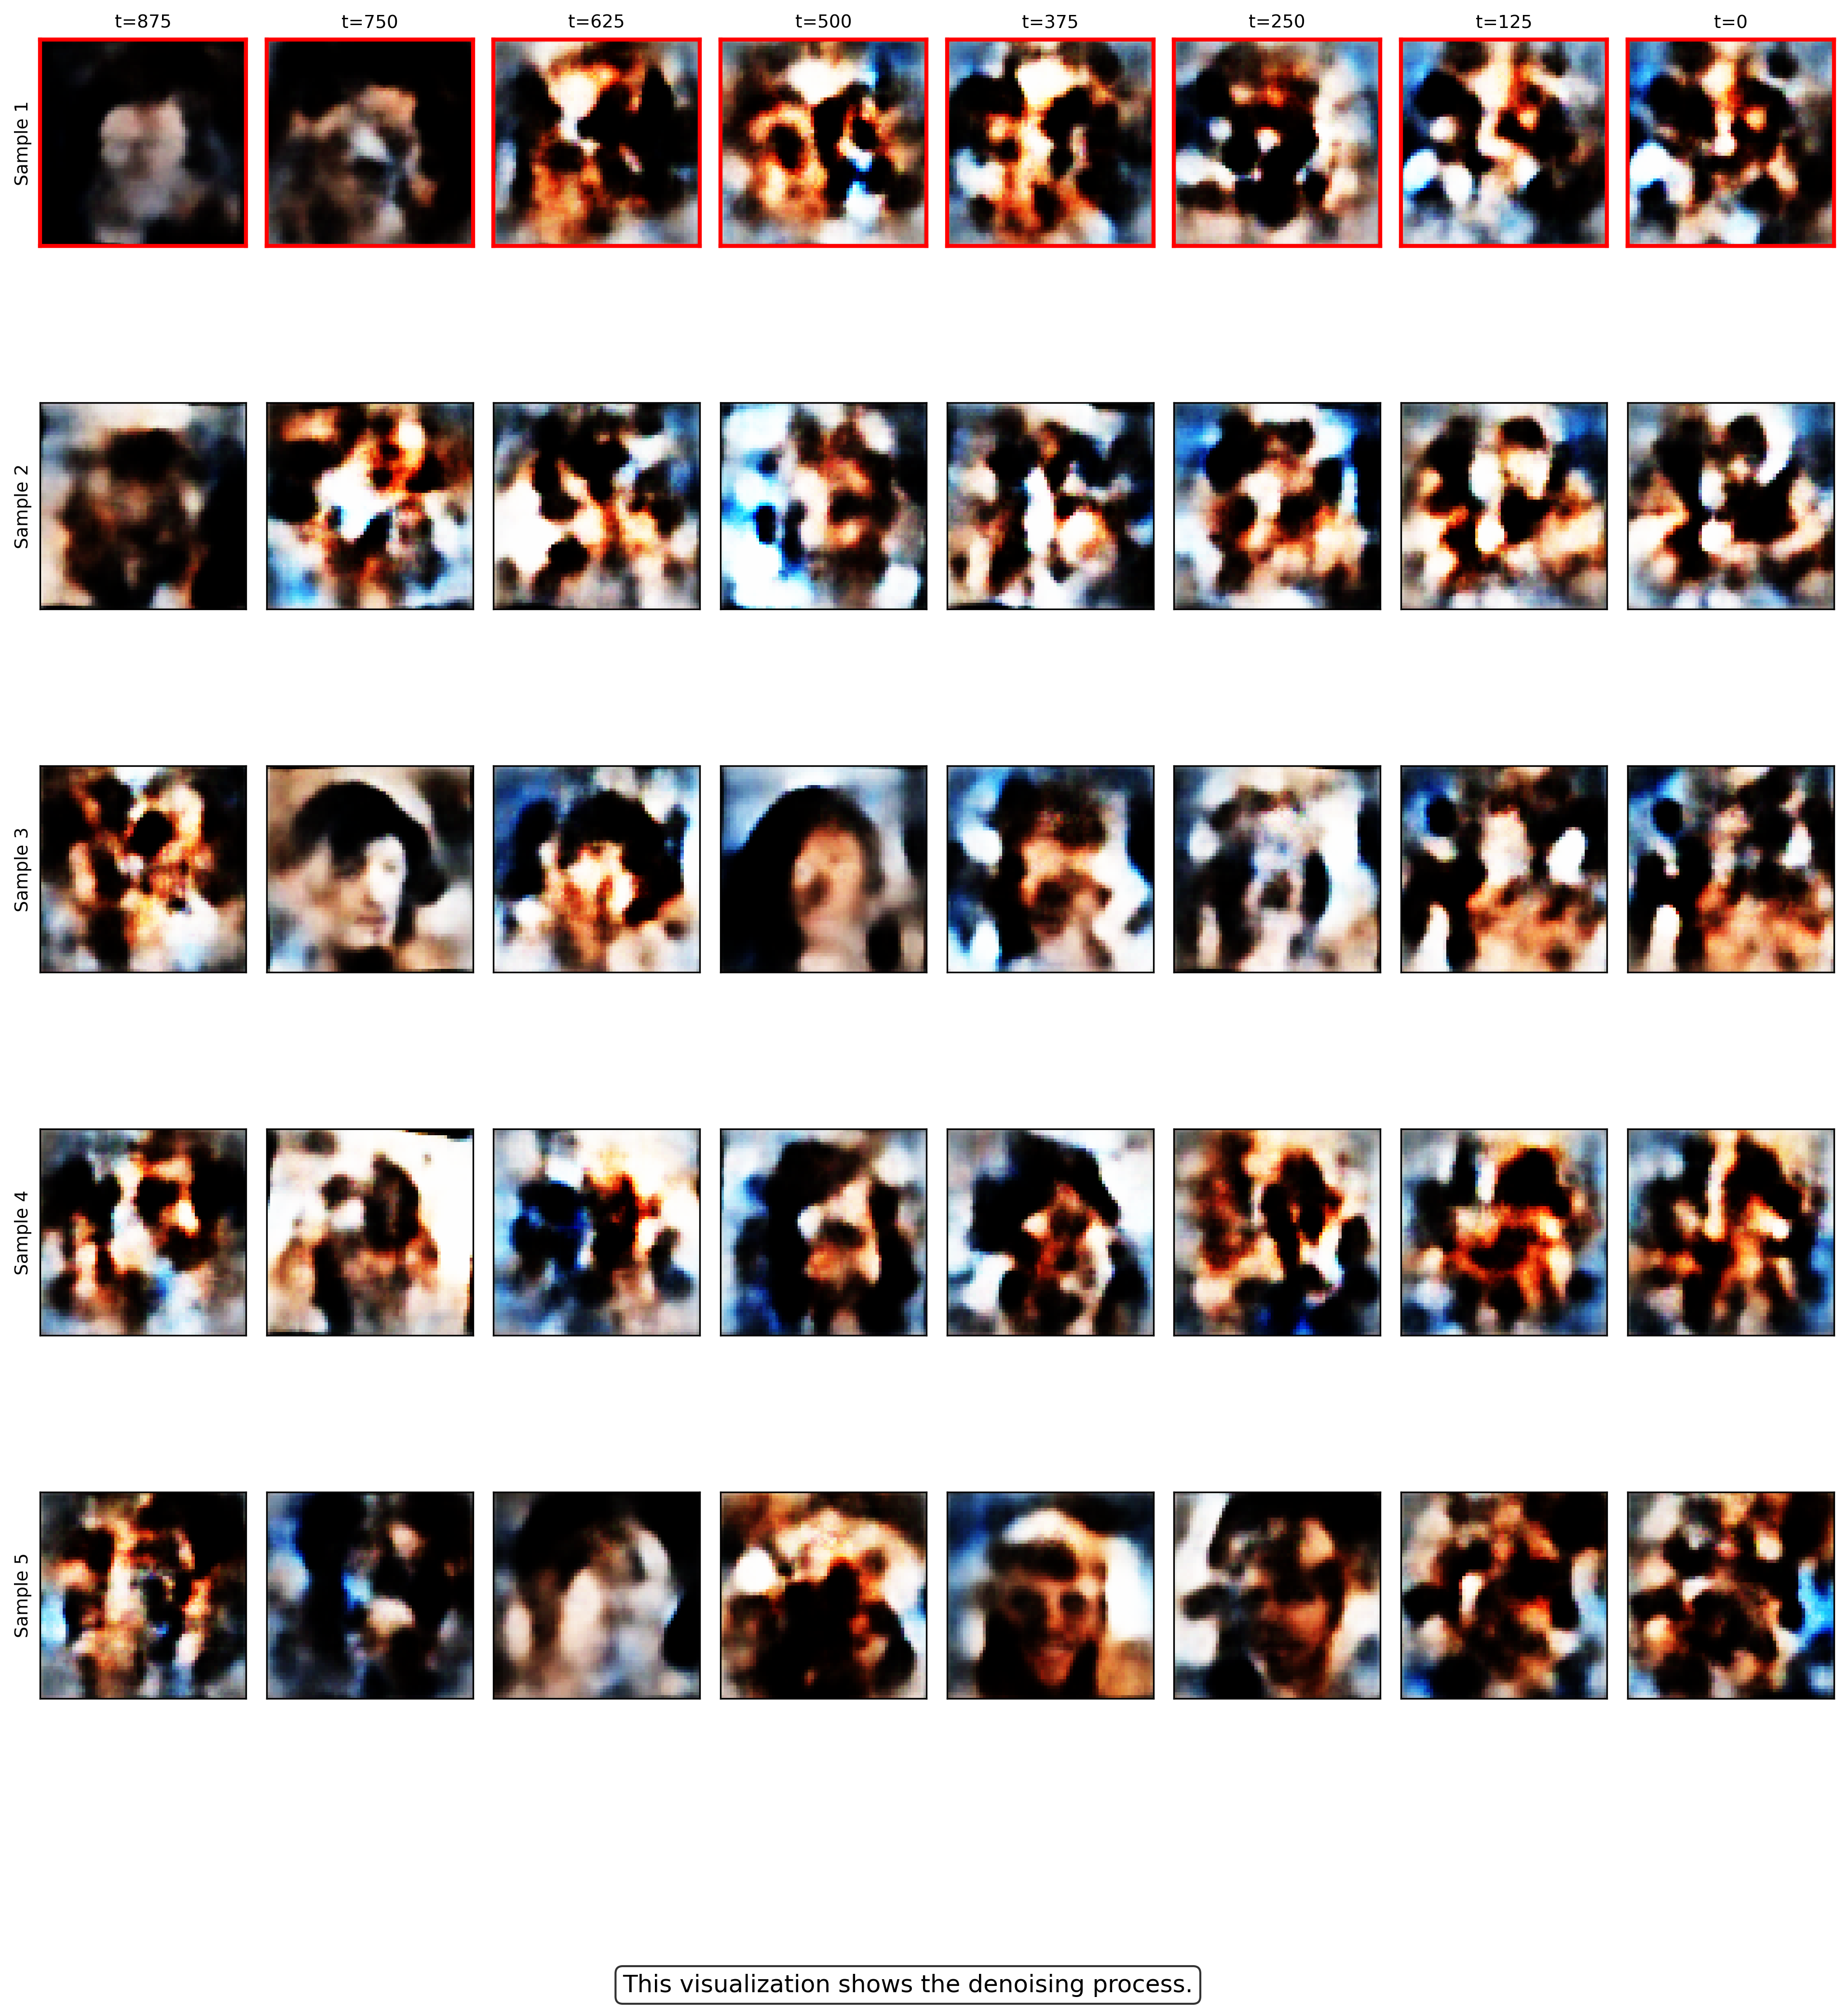 t=875 t=750 t=625 t=500 t=375 t=250 t=125 t=0
Sample 1
Sample 2
Sample 3
Sample 4
Sample 5
This visualization shows the denoising process.